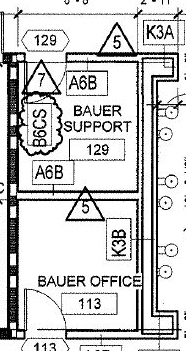 K3A
129
5
7
A6B
BAUER
SUPPORT
B6CS
129
A6B
5
K3B
BAUER OFFICE
113
113